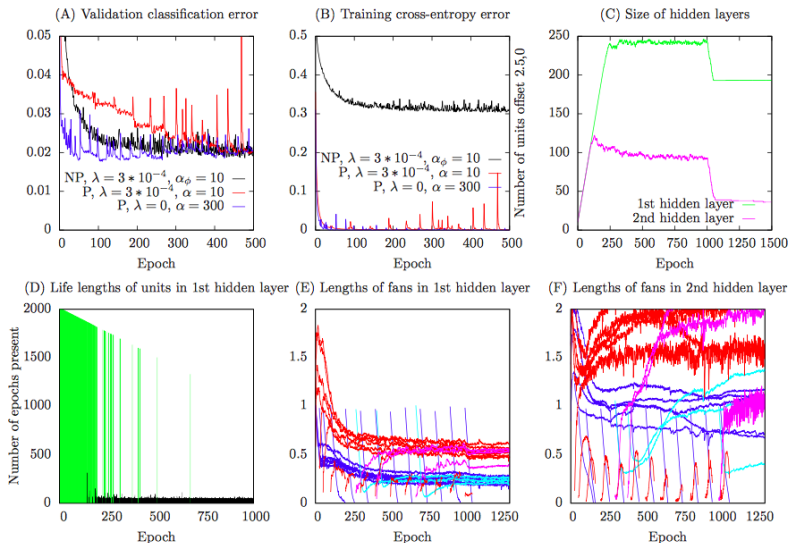 (A) Validation classification error
0.05
0.04
0.03
0.02
0.01
0
NP, λ = 3 ∗ 10⁻⁴, αϕ = 10
P, λ = 3 ∗ 10⁻⁴, α = 10
P, λ = 0, α = 300
0 100 200 300 400 500
Epoch
(B) Training cross-entropy error
0.5
0.4
0.3
0.2
0.1
0
NP, λ = 3 ∗ 10⁻⁴, αϕ = 10
P, λ = 3 ∗ 10⁻⁴, α = 10
P, λ = 0, α = 300
0 100 200 300 400 500
Epoch
(C) Size of hidden layers
Number of units offset 2.5,0
250
200
150
100
50
0
1st hidden layer
2nd hidden layer
0 250 500 750 1000 1250 1500
Epoch
(D) Life lengths of units in 1st hidden layer
Number of epochs present
2000
1500
1000
500
0
0 250 500 750 1000
Epoch
(E) Lengths of fans in 1st hidden layer
2
1.5
1
0.5
0
0 250 500 750 1000 1250
Epoch
(F) Lengths of fans in 2nd hidden layer
2
1.5
1
0.5
0
0 250 500 750 1000 1250
Epoch